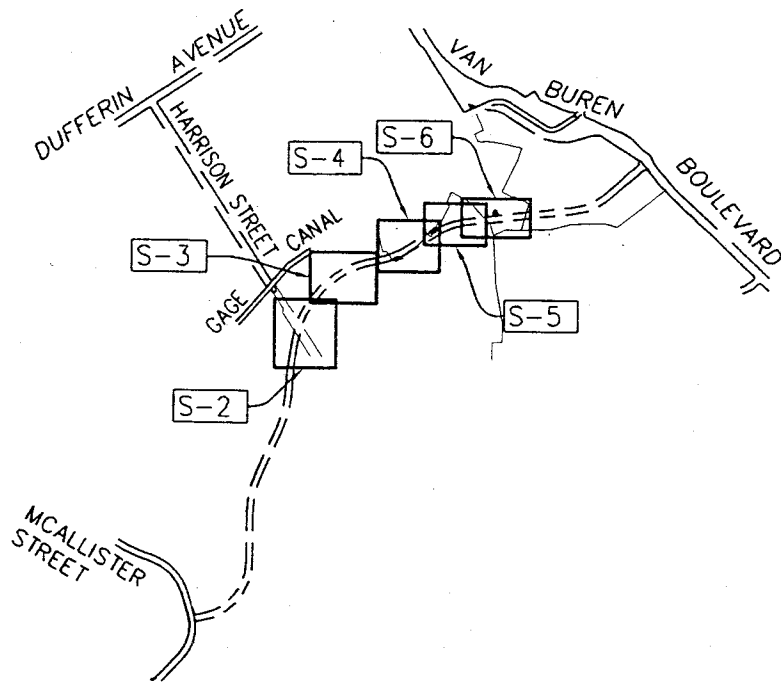 DUFFERIN AVENUE
VAN BUREN BOULEVARD
HARRISON STREET
S-4
S-6
GAGE CANAL
S-3
S-5
S-2
MCALLISTER
STREET